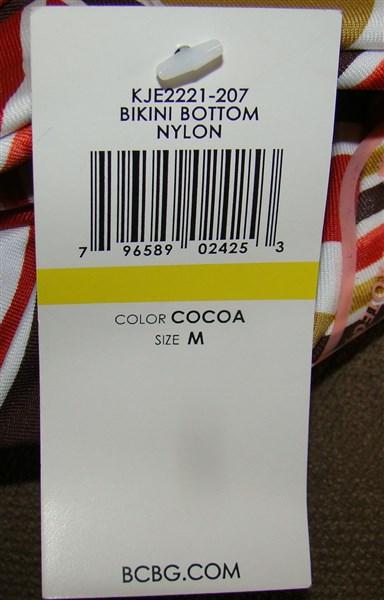 KJE2221-207
BIKINI BOTTOM
NYLON
7 96589 02425 3
COLOR COCOA
SIZE M
BCBG.COM